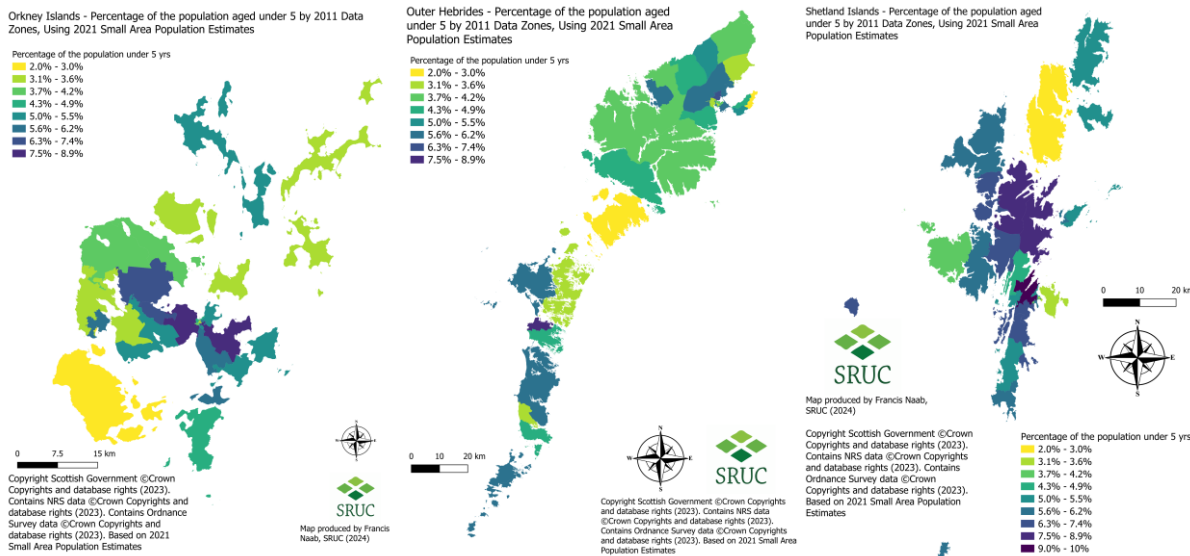 Orkney Islands - Percentage of the population aged under 5 by 2011 Data
Zones, Using 2021 Small Area Population Estimates
Percentage of the population under 5 yrs
2.0% - 3.0%
3.1% - 3.6%
3.7% - 4.2%
4.3% - 4.9%
5.0% - 5.5%
5.6% - 6.2%
6.3% - 7.4%
7.5% - 8.9%
0 7.5 15 km
Copyright Scottish Government ©Crown
Copyrights and database rights (2023).
Contains NRS data ©Crown Copyrights and
database rights (2023). Contains Ordnance
Survey data ©Crown Copyrights and
database rights (2023). Based on 2021
Small Area Population Estimates
SRUC
Map produced by Francis
Naab, SRUC (2024)
Outer Hebrides - Percentage of the population aged
under 5 by 2011 Data Zones, Using 2021 Small Area
Population Estimates
Percentage of the population under 5 yrs
2.0% - 3.0%
3.1% - 3.6%
3.7% - 4.2%
4.3% - 4.9%
5.0% - 5.5%
5.6% - 6.2%
6.3% - 7.4%
7.5% - 8.9%
0 10 20 km
N
W E
S
SRUC
Copyright Scottish Government ©Crown Copyrights
and database rights (2023). Contains NRS data
©Crown Copyrights and database rights (2023).
Contains Ordnance Survey data ©Crown Copyrights
and database rights (2023). Based on 2021 Small Area
Population Estimates
Shetland Islands - Percentage of the population aged
under 5 by 2011 Data Zones, Using 2021 Small Area
Population Estimates
0 10 20 km
N
W E
S
SRUC
Map produced by Francis Naab,
SRUC (2024)
Copyright Scottish Government ©Crown
Copyrights and database rights (2023).
Contains NRS data ©Crown Copyrights
and database rights (2023). Contains
Ordnance Survey data ©Crown
Copyrights and database rights (2023).
Based on 2021 Small Area Population
Estimates
Percentage of the population under 5 yrs
2.0% - 3.0%
3.1% - 3.6%
3.7% - 4.2%
4.3% - 4.9%
5.0% - 5.5%
5.6% - 6.2%
6.3% - 7.4%
7.5% - 8.9%
9.0% - 10%